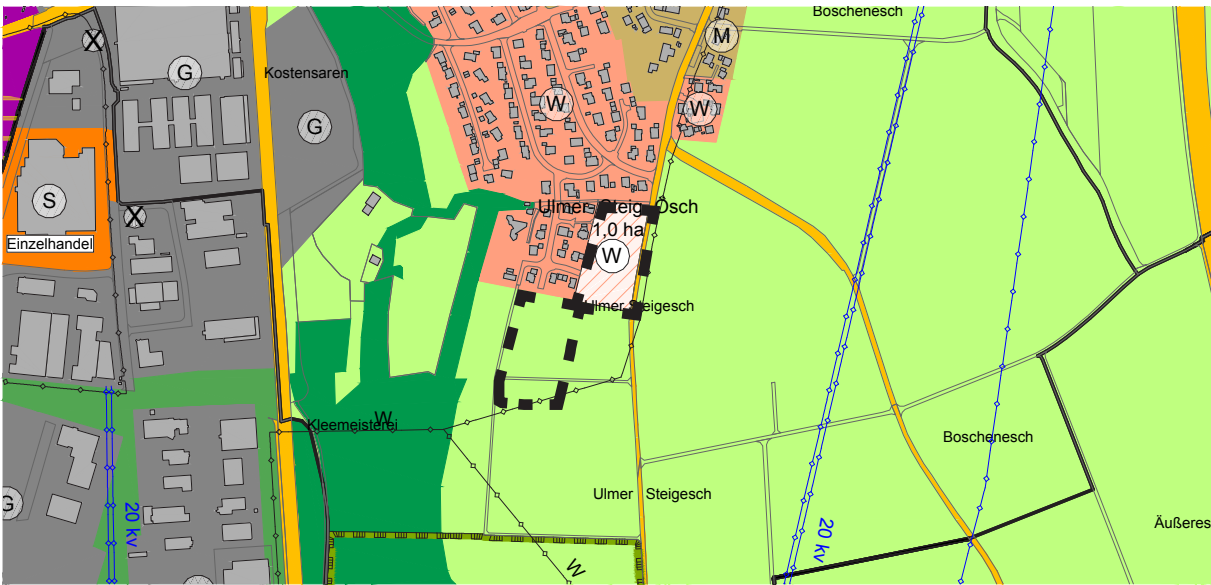 Boschenesch
M
X
G
Kostensaren
W
W
G
S
X
Ulmer-Steig-Ösch
1,0 ha
W
Einzelhandel
Ulmer Steigesch
W
Kleemeisterei
Boschenesch
G
Ulmer Steigesch
20 kv
20 kv
Äußeres
W